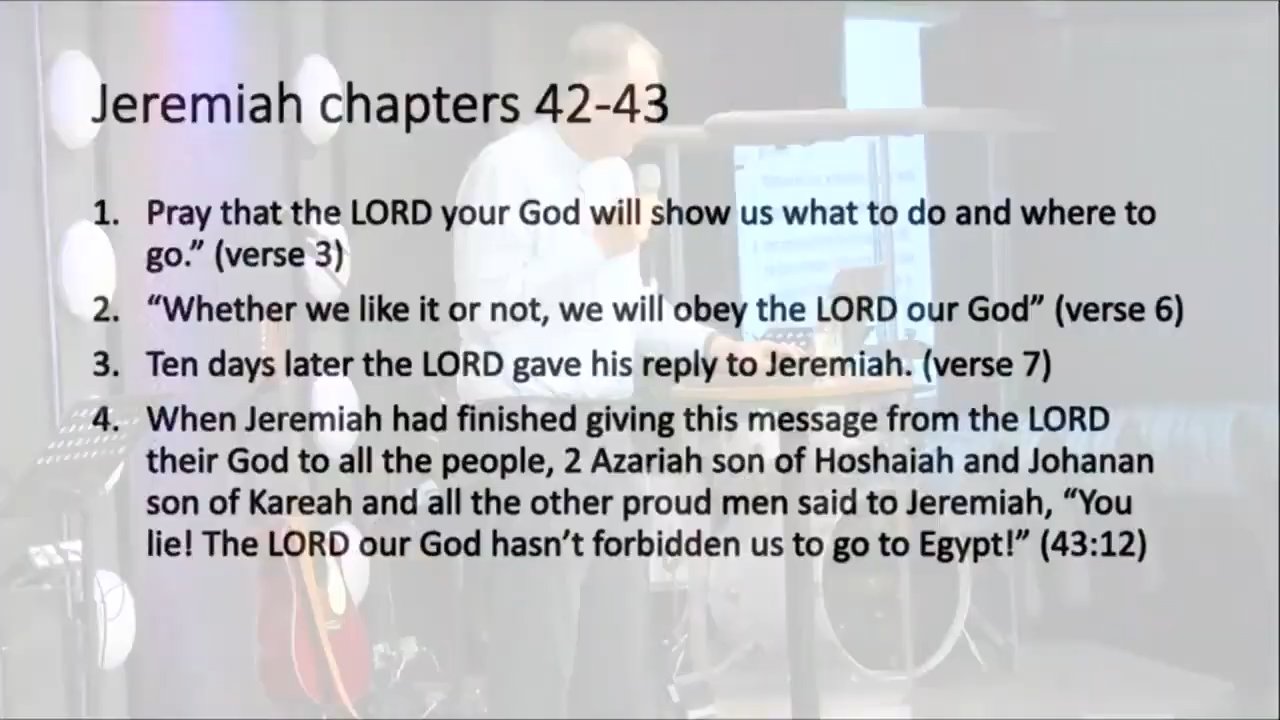 Jeremiah chapters 42-43
1. Pray that the LORD your God will show us what to do and where to
go.” (verse 3)
2. “Whether we like it or not, we will obey the LORD our God” (verse 6)
3. Ten days later the LORD gave his reply to Jeremiah. (verse 7)
4. When Jeremiah had finished giving this message from the LORD
their God to all the people, 2 Azariah son of Hoshaiah and Johanan
son of Kareah and all the other proud men said to Jeremiah, “You
lie! The LORD our God hasn’t forbidden us to go to Egypt!” (43:12)